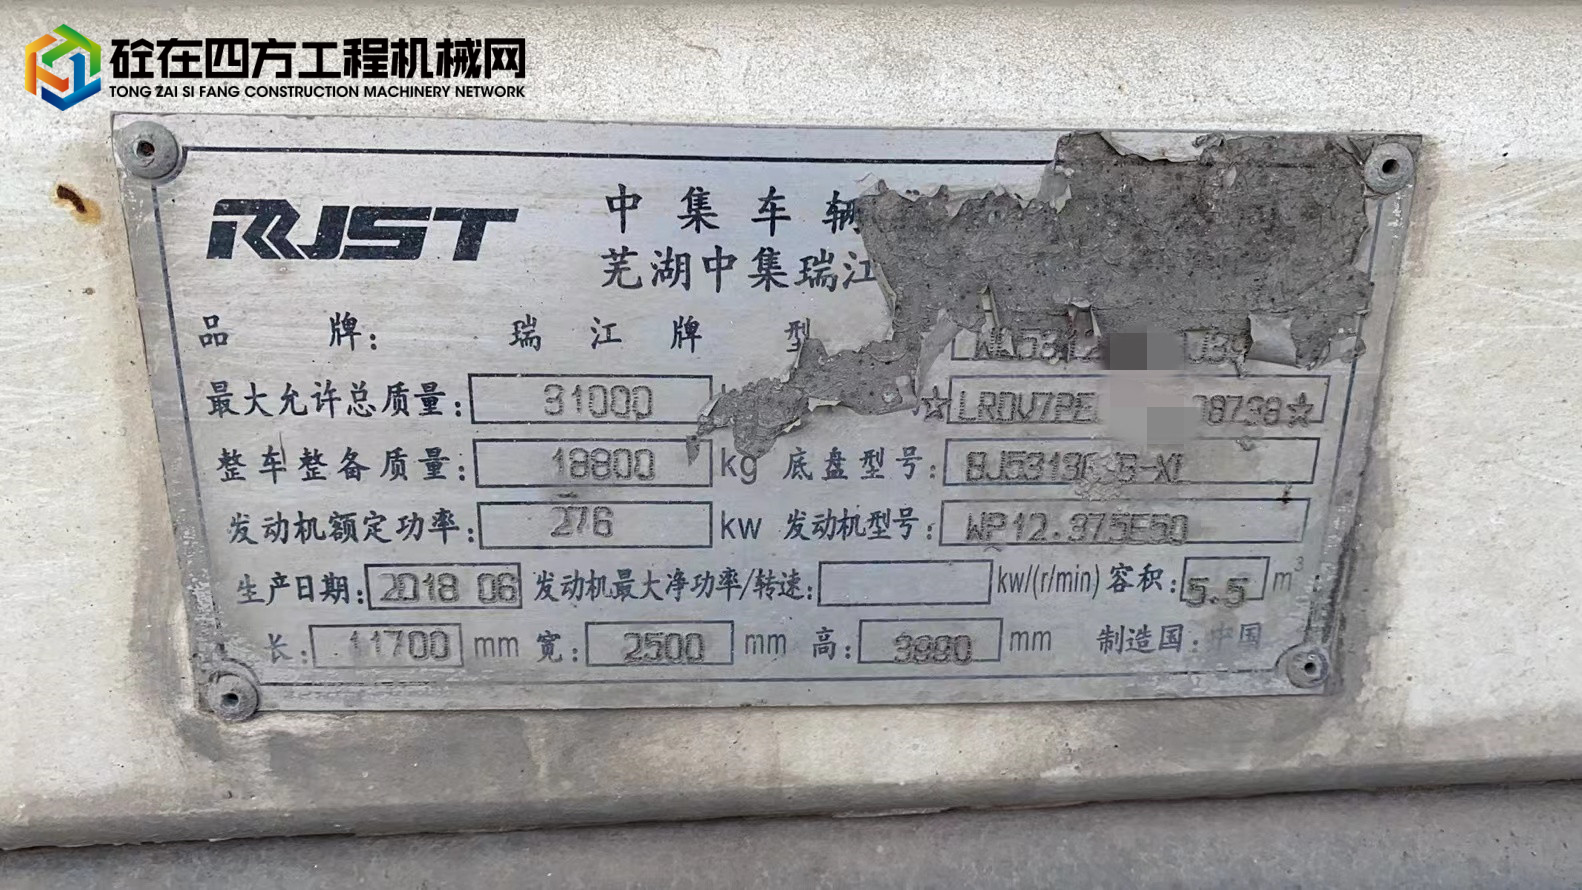 砼在四方工程机械网
TONG ZAI SI FANG CONSTRUCTION MACHINERY NETWORK
RJST 中集车辆
芜湖中集瑞江
品牌: 瑞江牌 型
最大允许总质量: 31000 ☆LRDV7PE 08738☆
整车整备质量: 18800 kg 底盘型号: -XL
发动机额定功率: 276 kw 发动机型号: WP12.375E50
生产日期: 2018 06 发动机最大净功率/转速: kw/(r/min) 容积: 5.5 m³
长: 11700 mm 宽: 2500 mm 高: mm 制造国: 中国